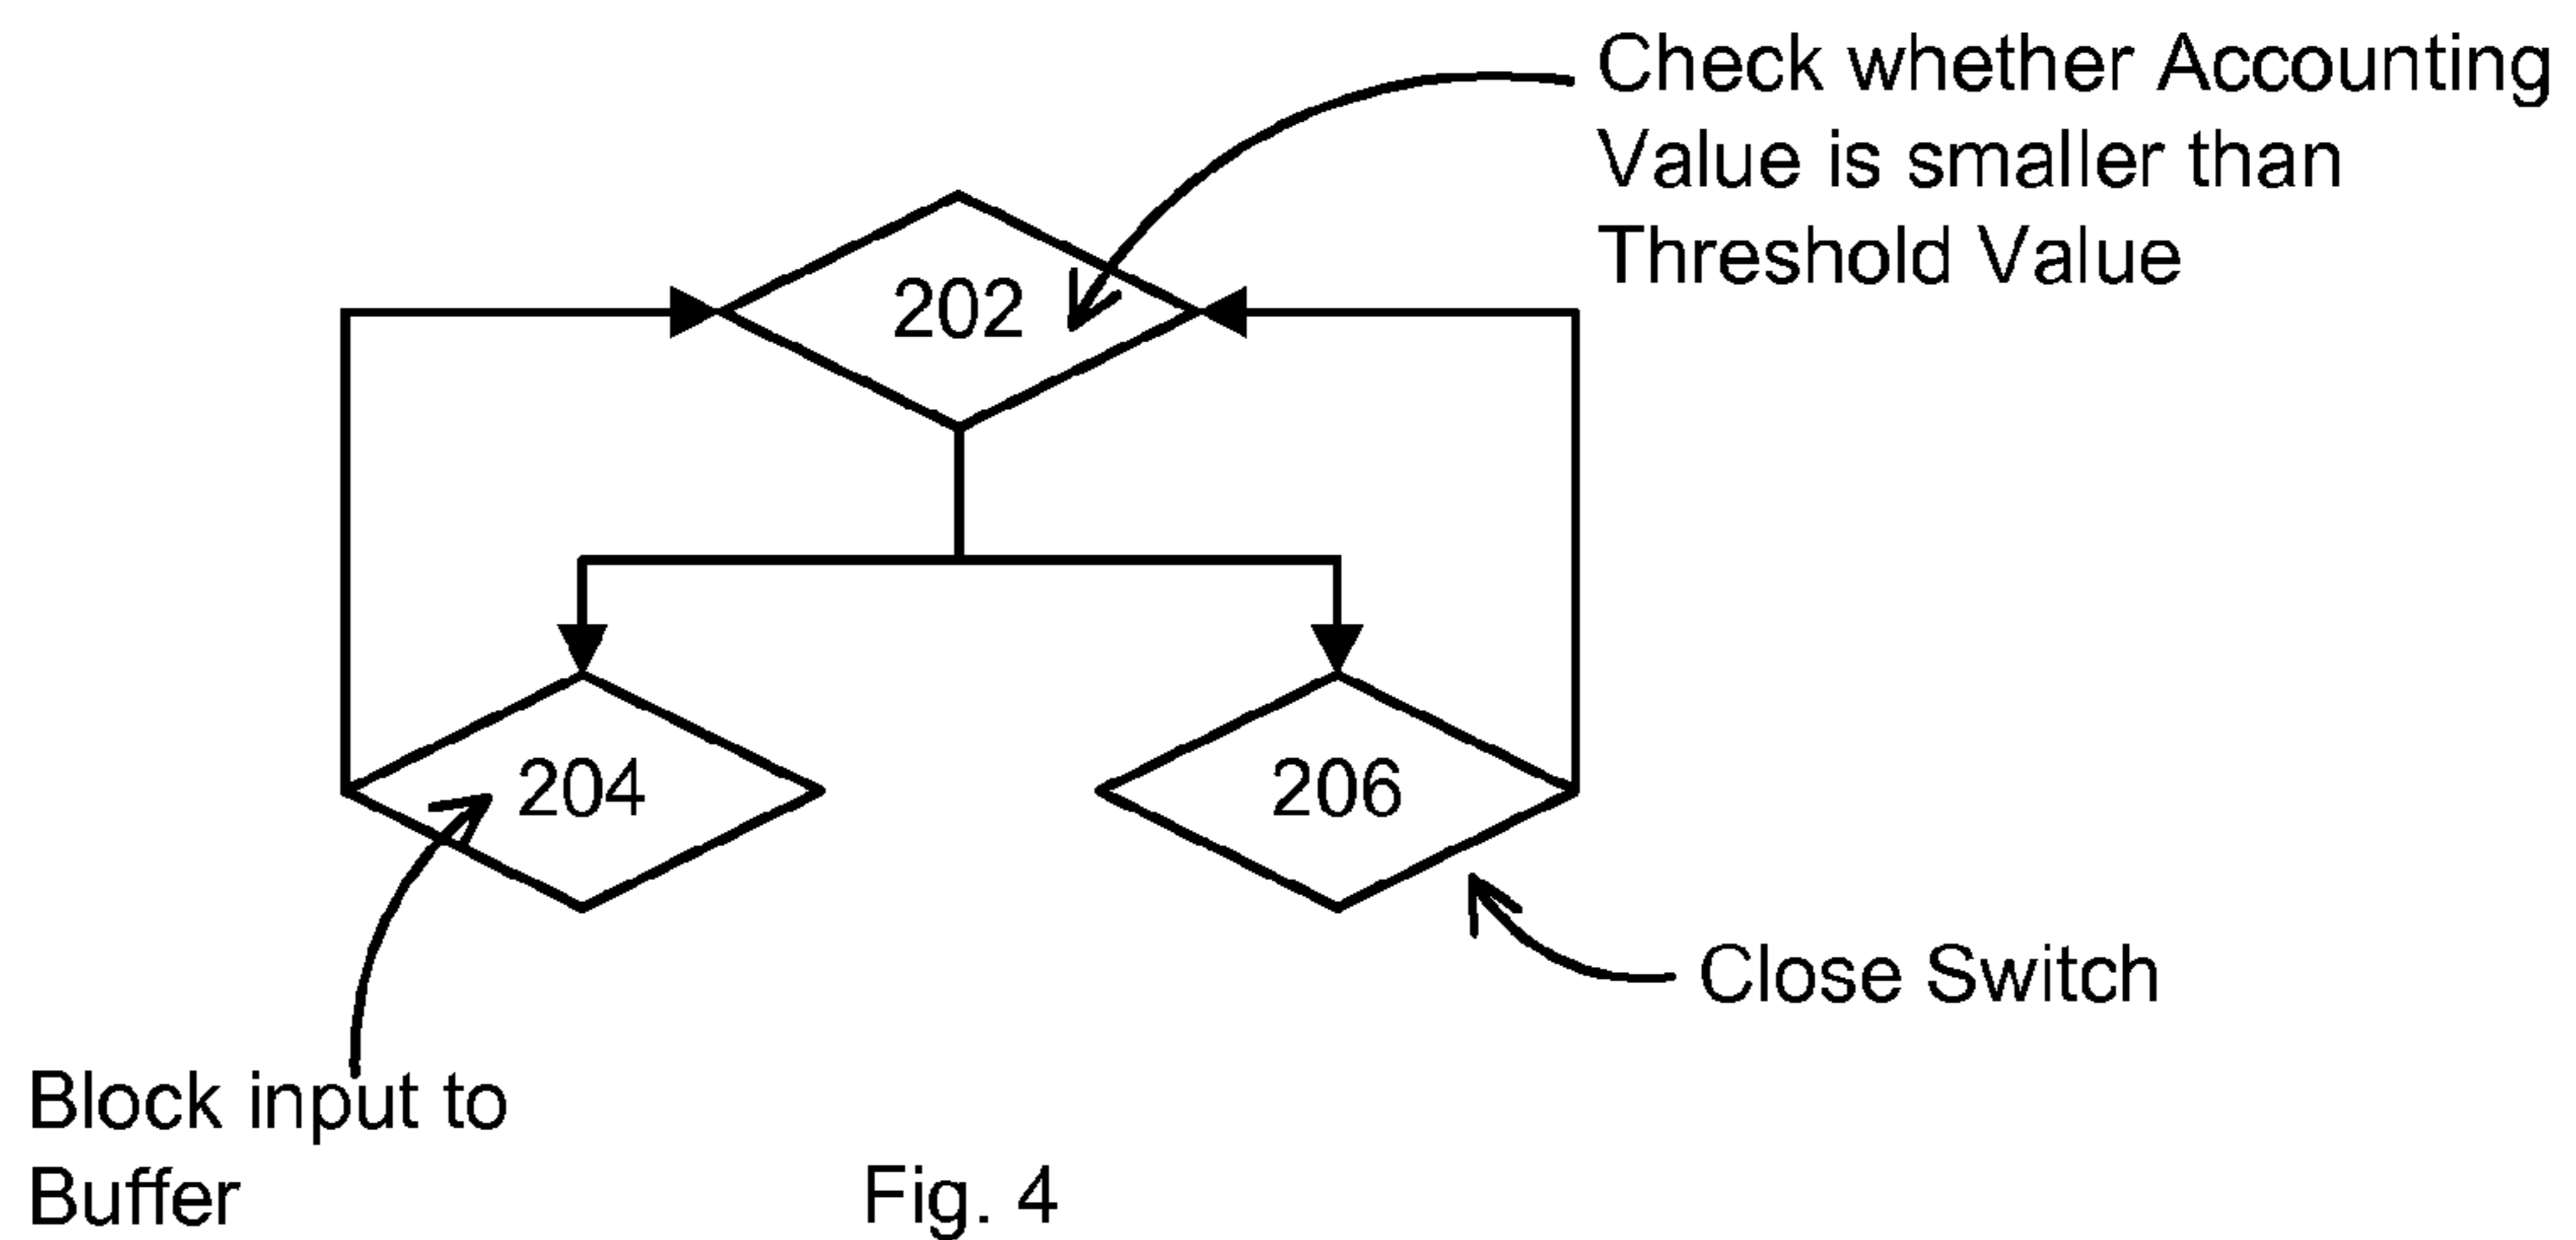 Check whether Accounting
Value is smaller than
Threshold Value
202
204
206
Close Switch
Block input to
Buffer
Fig. 4